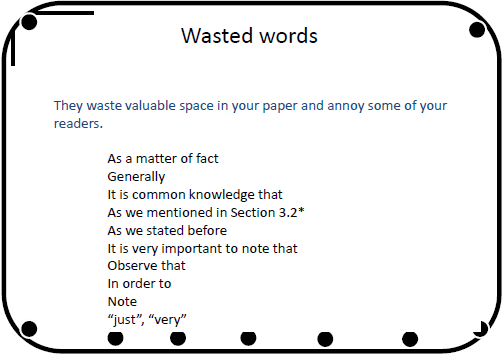 Wasted words
They waste valuable space in your paper and annoy some of your
readers.
As a matter of fact
Generally
It is common knowledge that
As we mentioned in Section 3.2*
As we stated before
It is very important to note that
Observe that
In order to
Note
“just”, “very”